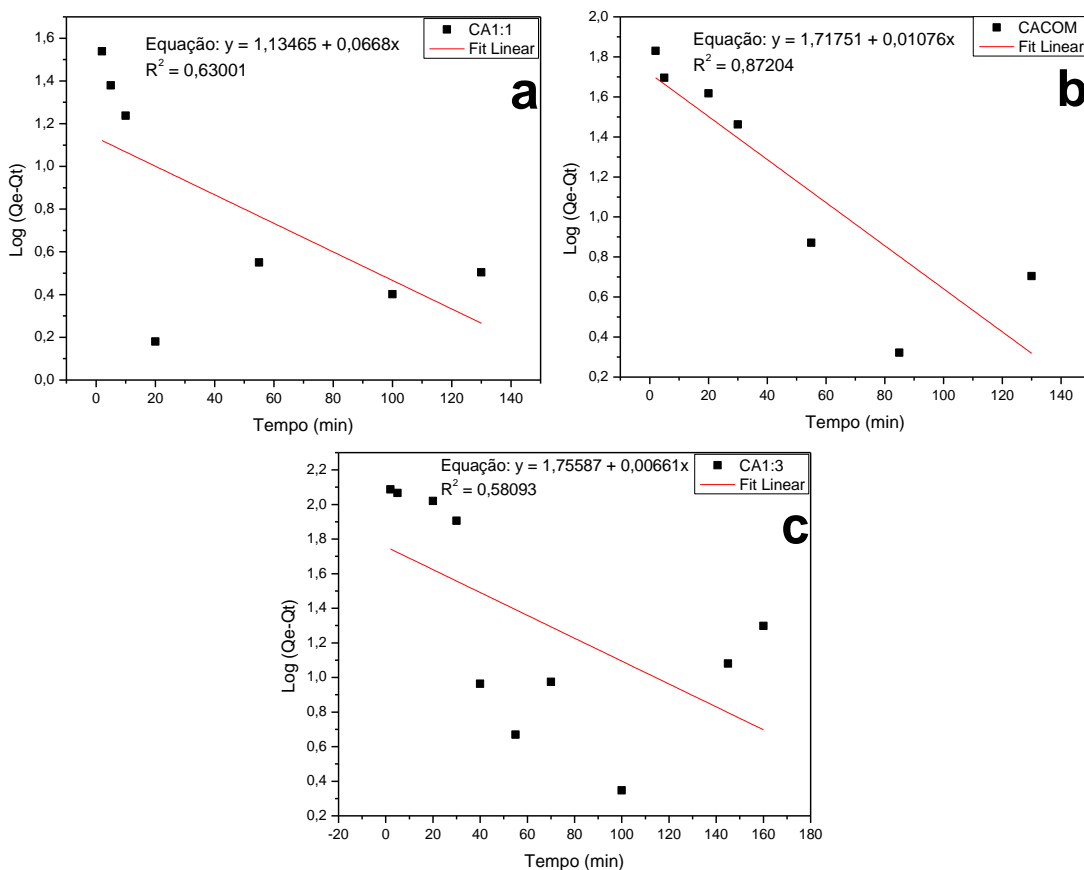 CA1:1
Fit Linear
Equação: y = 1,13465 + 0,0668x
R² = 0,63001
a
1,6
1,4
1,2
1,0
0,8
0,6
0,4
0,2
0,0
Log (Qe-Qt)
0 20 40 60 80 100 120 140
Tempo (min)
CACOM
Fit Linear
Equação: y = 1,71751 + 0,01076x
R² = 0,87204
b
2,0
1,8
1,6
1,4
1,2
1,0
0,8
0,6
0,4
0,2
Log (Qe-Qt)
0 20 40 60 80 100 120 140
Tempo (min)
CA1:3
Fit Linear
Equação: y = 1,75587 + 0,00661x
R² = 0,58093
c
2,2
2,0
1,8
1,6
1,4
1,2
1,0
0,8
0,6
0,4
0,2
Log (Qe-Qt)
-20 0 20 40 60 80 100 120 140 160 180
Tempo (min)